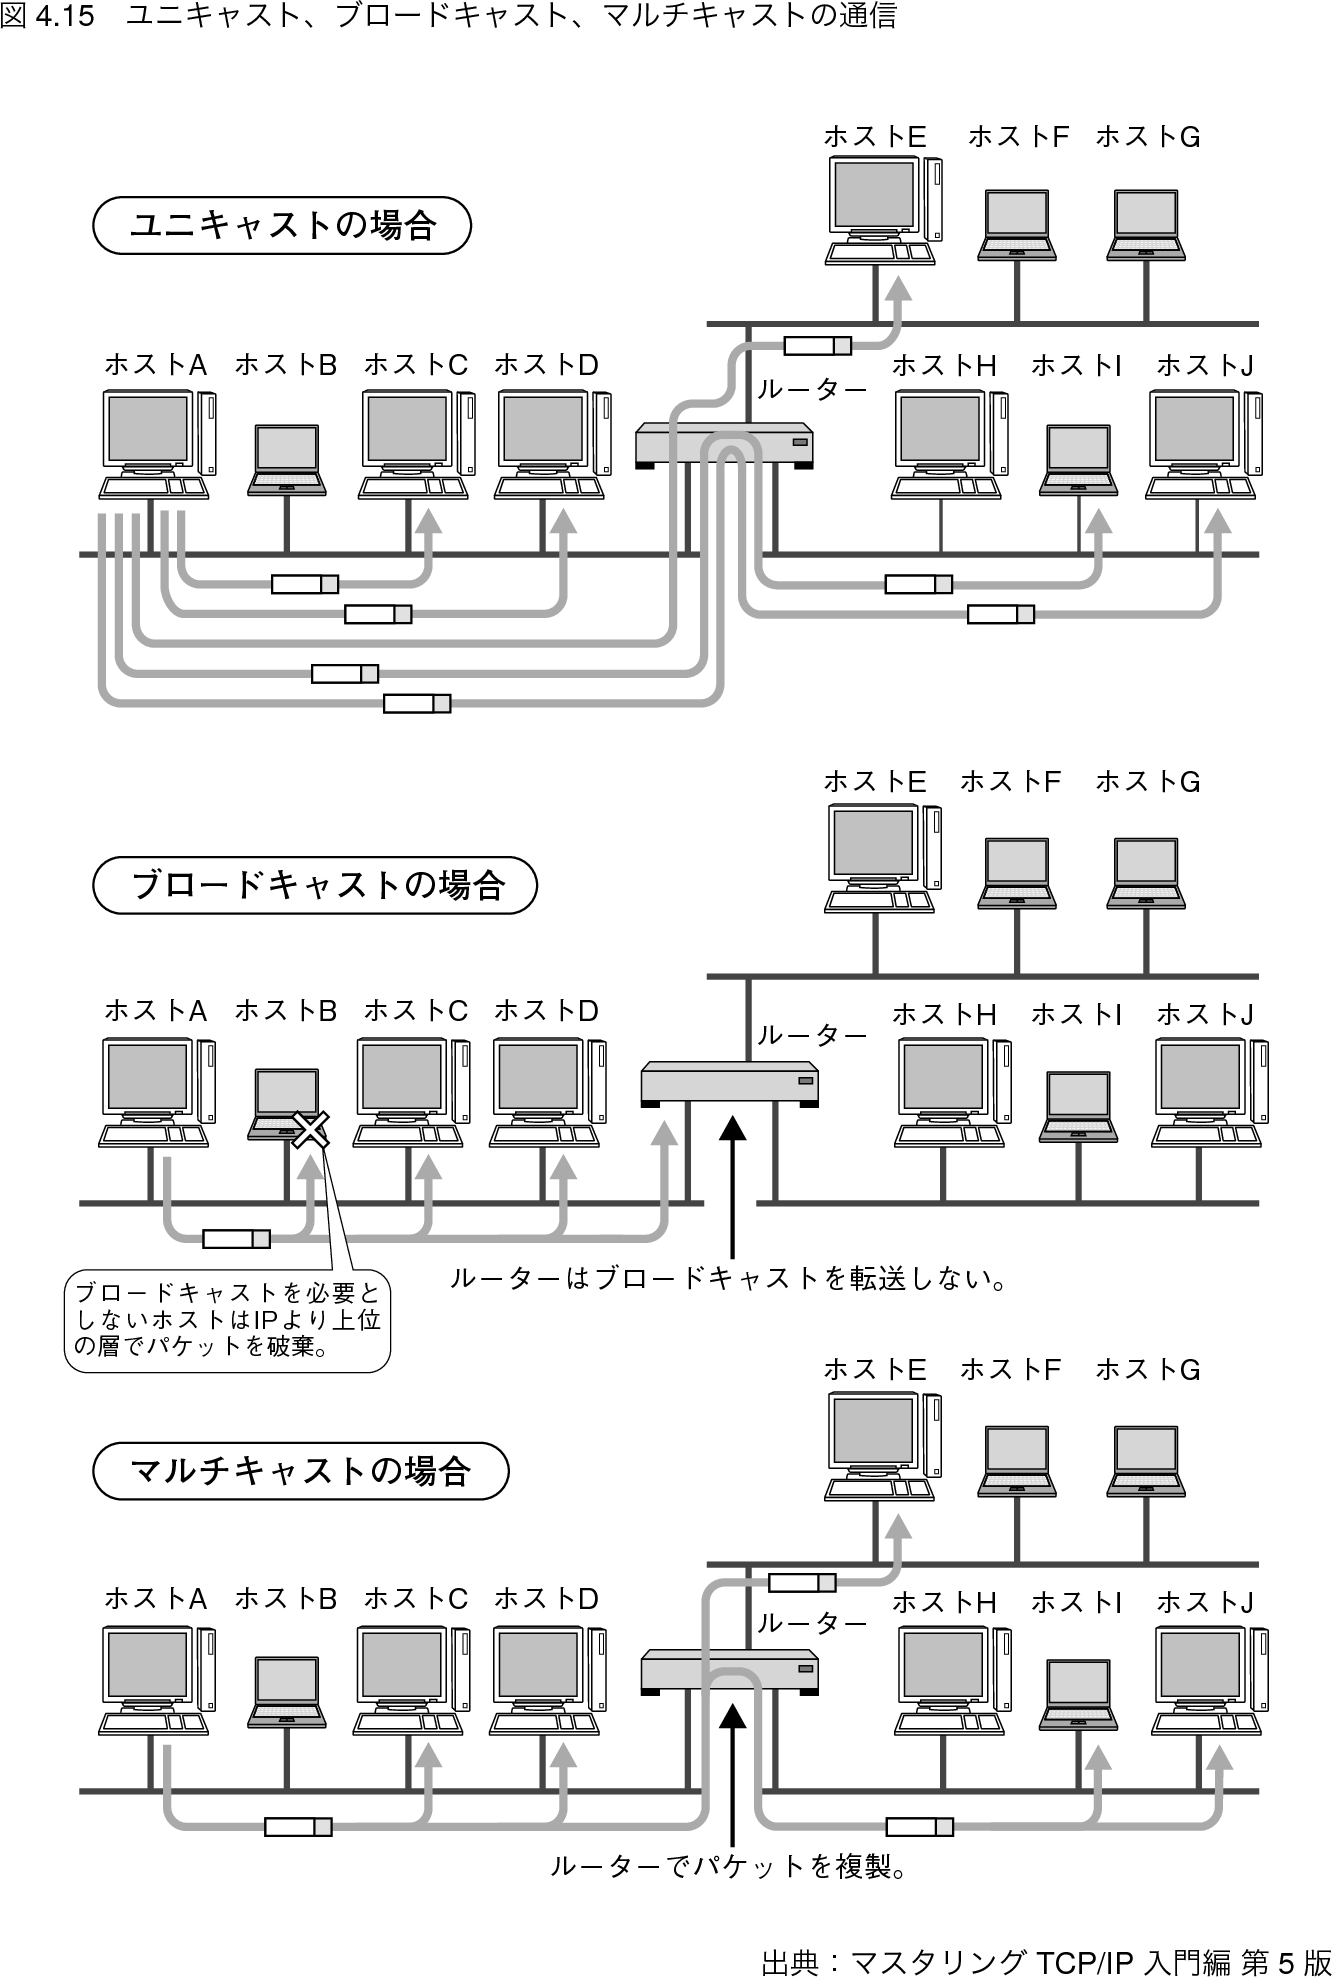 図 4.15　ユニキャスト、ブロードキャスト、マルチキャストの通信
ホストE　ホストF　ホストG
ユニキャストの場合
ホストA　ホストB　ホストC　ホストD
ルーター
ホストH　ホストI　ホストJ
ホストE　ホストF　ホストG
ブロードキャストの場合
ホストA　ホストB　ホストC　ホストD
ルーター
ホストH　ホストI　ホストJ
ルーターはブロードキャストを転送しない。
ブロードキャストを必要と
しないホストはIPより上位
の層でパケットを破棄。
ホストE　ホストF　ホストG
マルチキャストの場合
ホストA　ホストB　ホストC　ホストD
ルーター
ホストH　ホストI　ホストJ
ルーターでパケットを複製。
出典：マスタリング TCP/IP 入門編 第 5 版